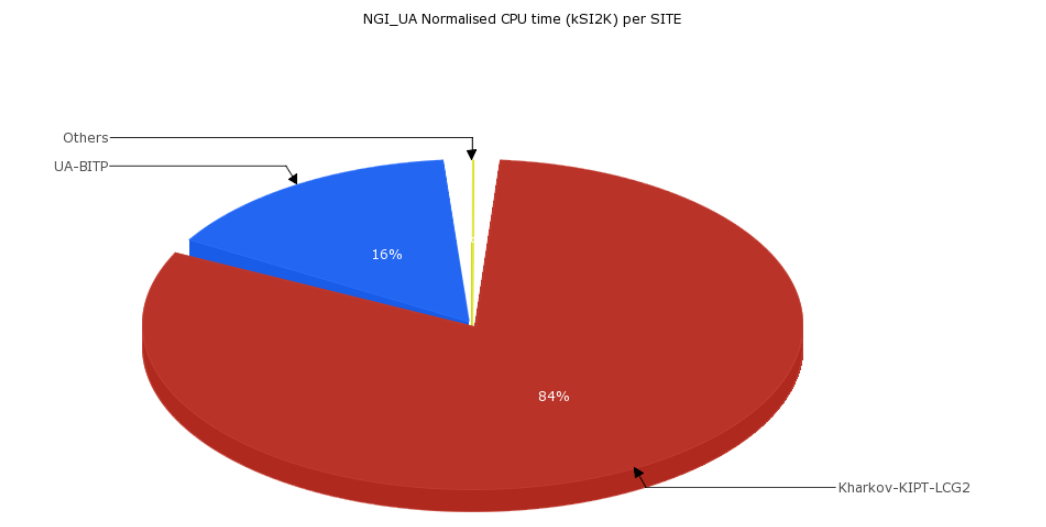 NGI_UA Normalised CPU time (kSI2K) per SITE
Others
UA-BITP
16%
84%
Kharkov-KIPT-LCG2